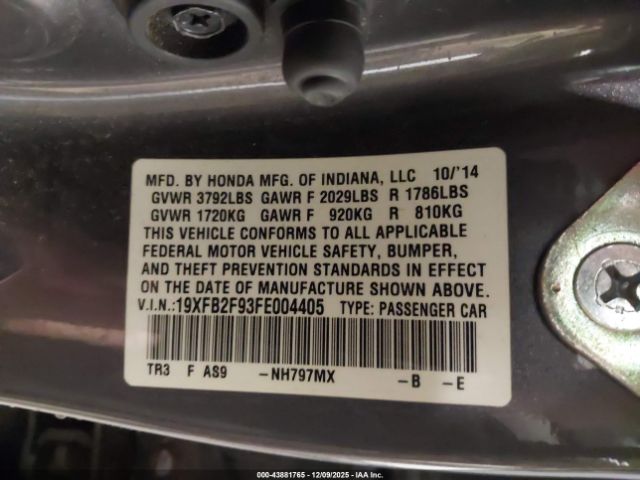 MFD. BY HONDA MFG. OF INDIANA, LLC 10/'14
GVWR 3792LBS GAWR F 2029LBS R 1786LBS
GVWR 1720KG GAWR F 920KG R 810KG
THIS VEHICLE CONFORMS TO ALL APPLICABLE
FEDERAL MOTOR VEHICLE SAFETY, BUMPER,
AND THEFT PREVENTION STANDARDS IN EFFECT
ON THE DATE OF MANUFACTURE SHOWN ABOVE.
V.I.N.:19XFB2F93FE004405 TYPE: PASSENGER CAR
TR3 F AS9 -NH797MX -B -E
000-43881765 - 12/09/2025 - IAA Inc.